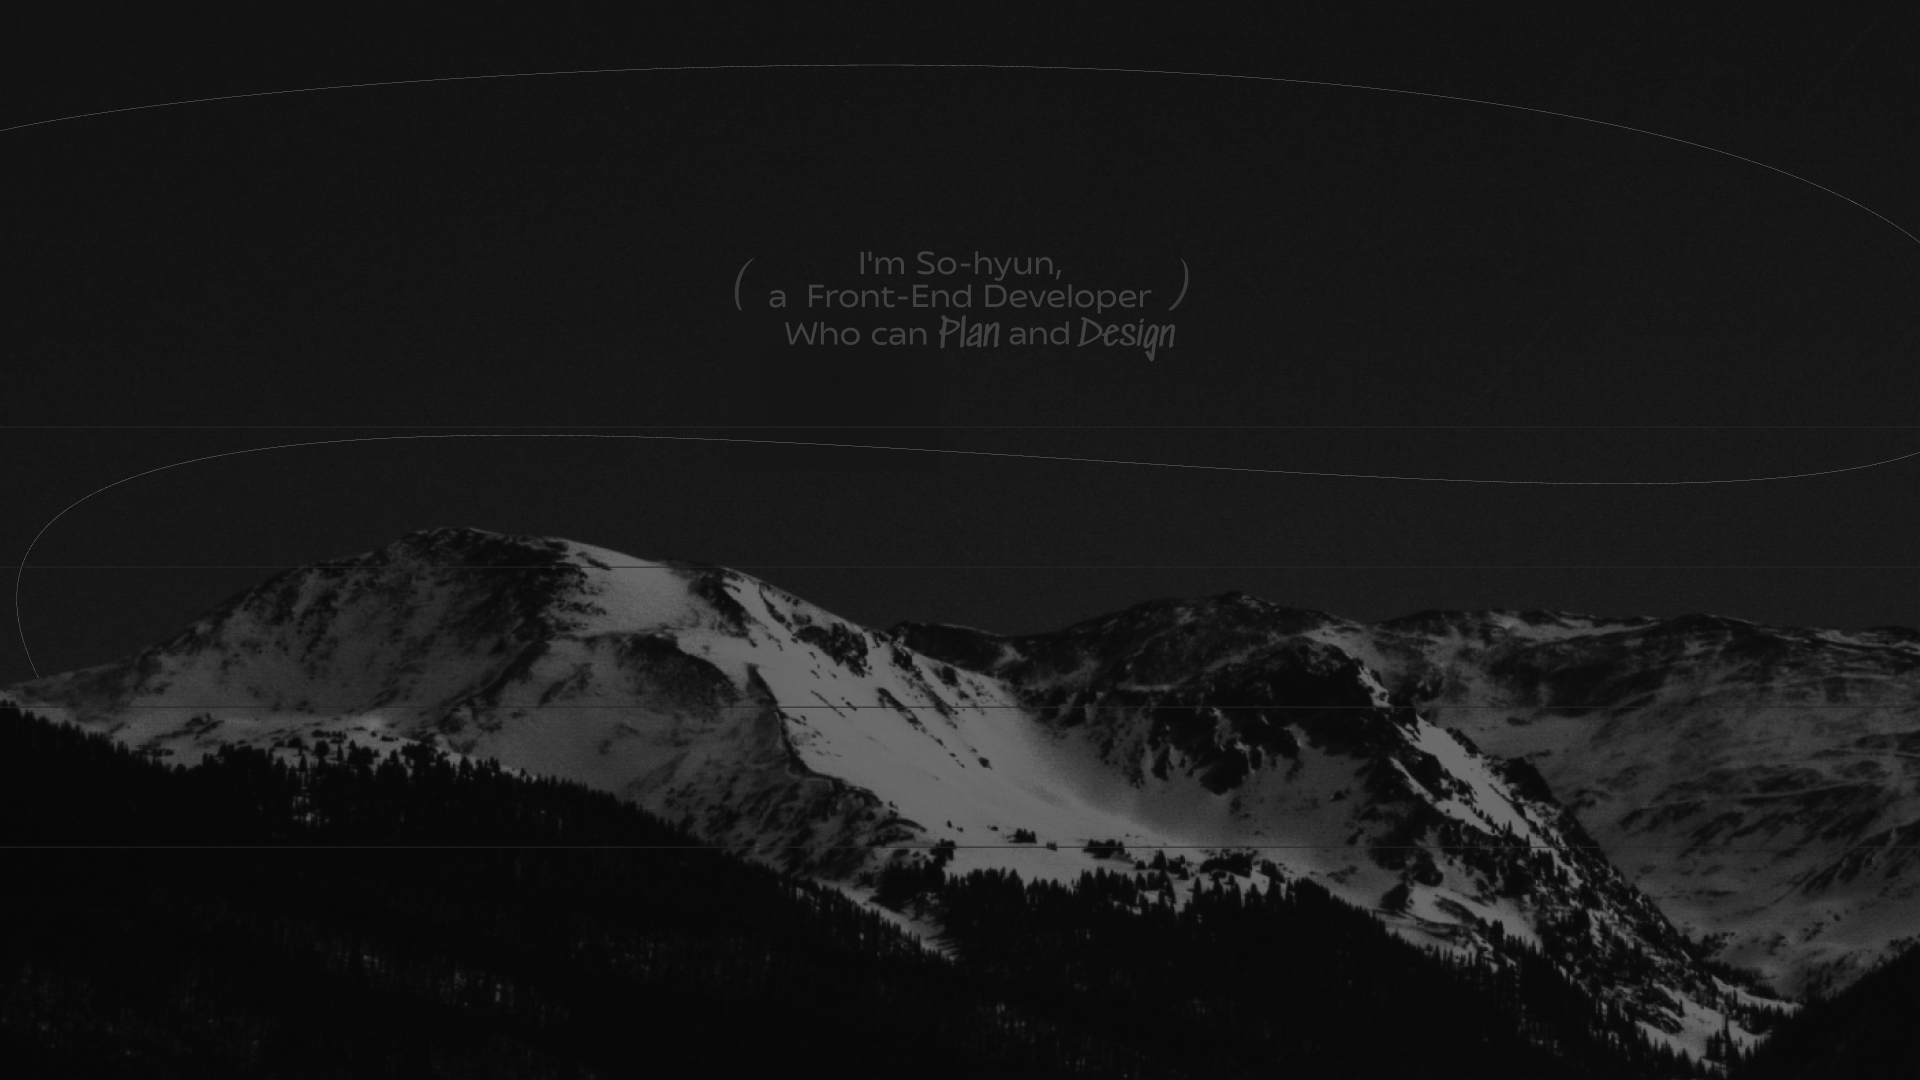 I'm So-hyun,
( a Front-End Developer )
Who can Plan and Design